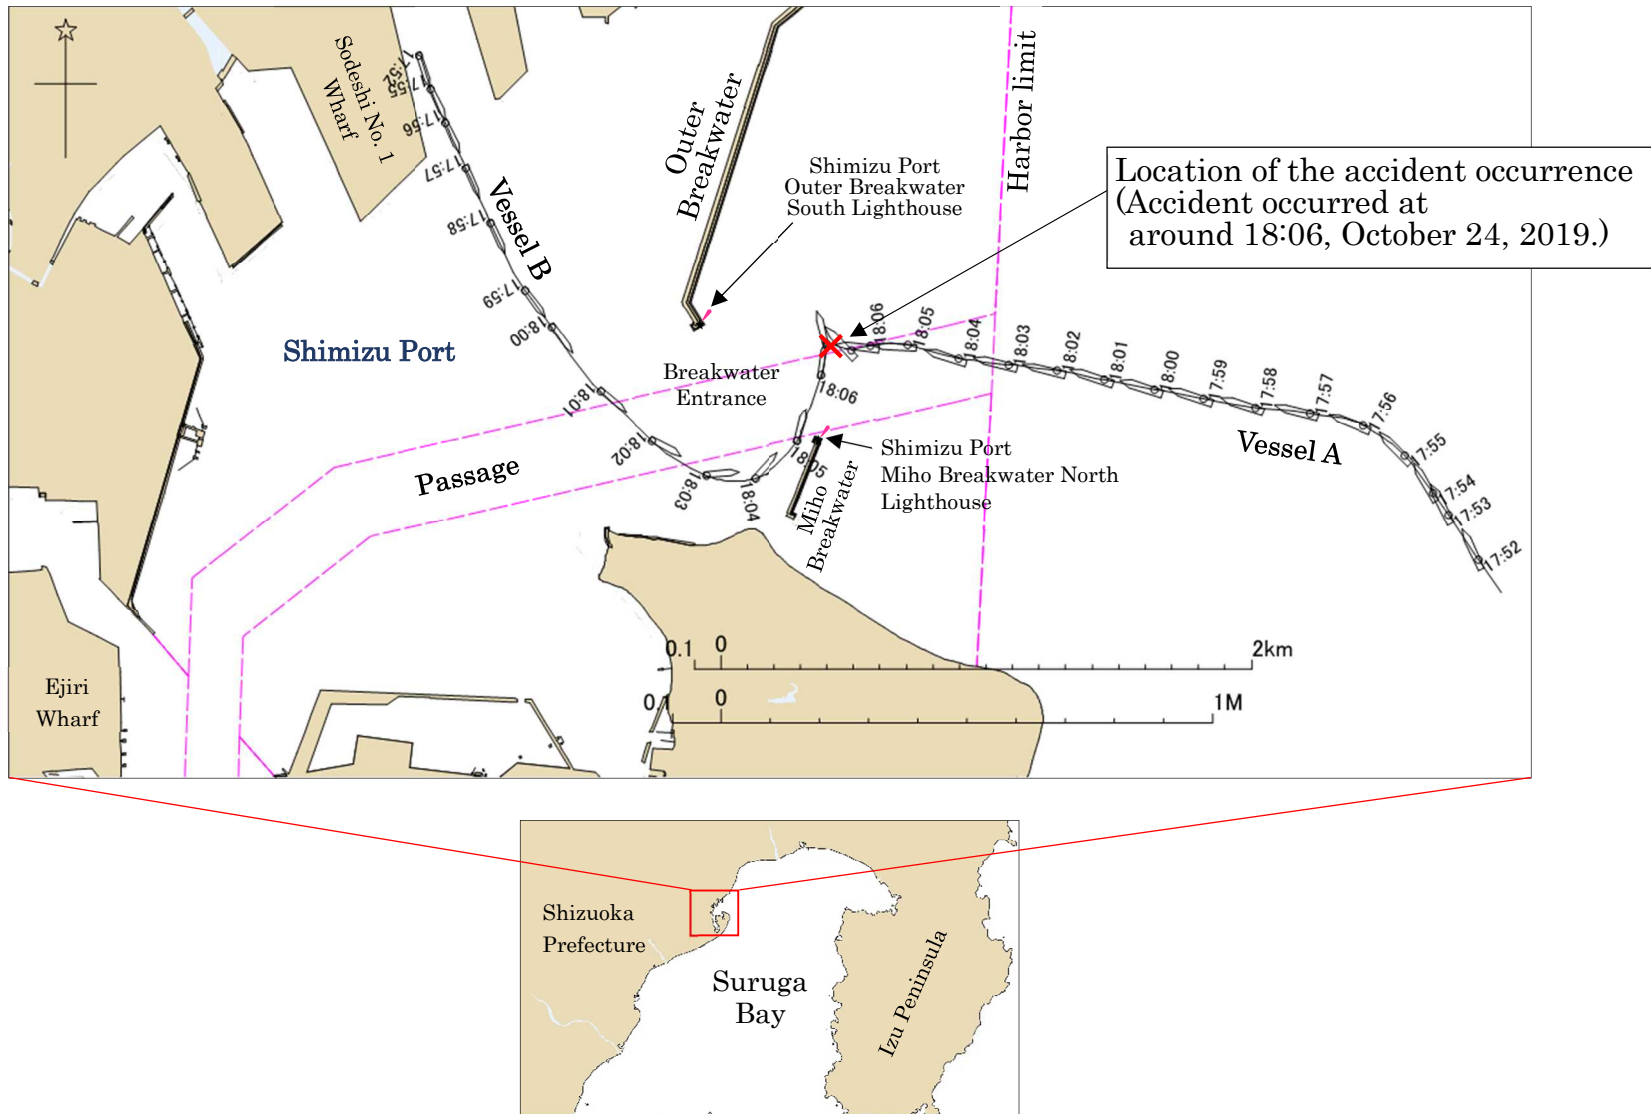 Sodeshi No. 1
Wharf
17:52
17:55
17:56
17:57
17:58
17:59
18:00
18:01
18:02
18:03
18:04
18:05
18:06
Vessel B
Outer
Breakwater
Shimizu Port
Outer Breakwater
South Lighthouse
Harbor limit
Location of the accident occurrence
(Accident occurred at
around 18:06, October 24, 2019.)
Shimizu Port
Breakwater
Entrance
18:06
18:05
18:04
18:03
18:02
18:01
18:00
17:59
17:58
17:57
17:56
17:55
17:54
17:53
17:52
Vessel A
Passage
Shimizu Port
Miho Breakwater North
Lighthouse
Miho
Breakwater
0.1 0 2km
0.1 0 1M
Ejiri
Wharf
Shizuoka
Prefecture
Suruga
Bay
Izu Peninsula